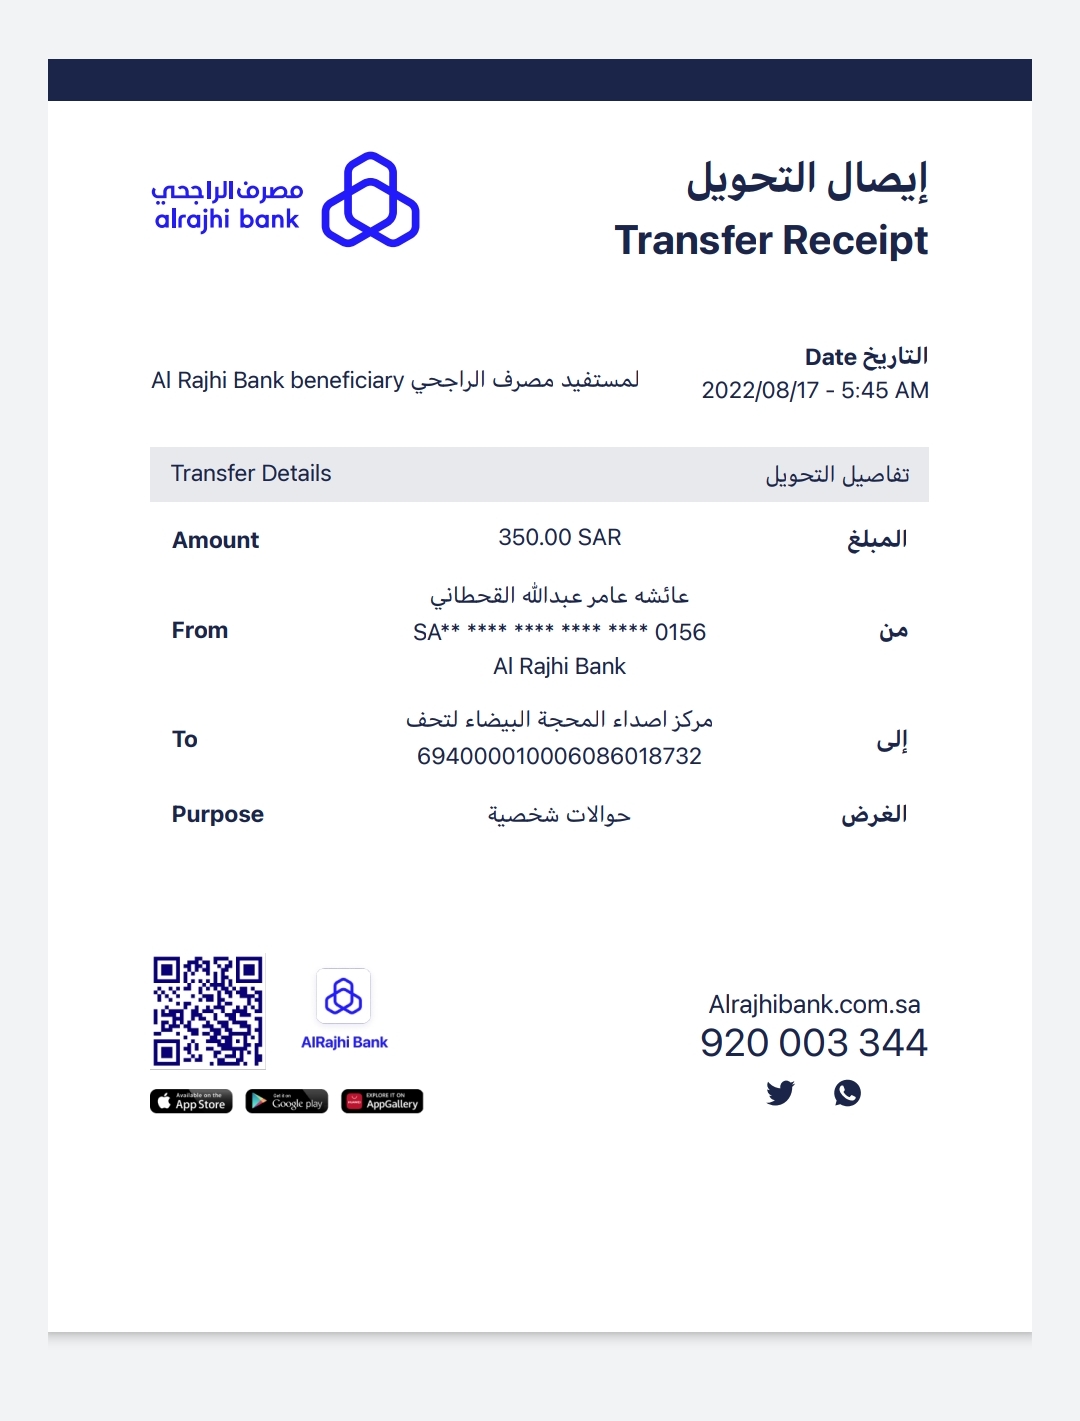 إيصال التحويل
Transfer Receipt
مصرف الراجحي
alrajhi bank
التاريخ Date
2022/08/17 - 5:45 AM
لمستفيد مصرف الراجحي Al Rajhi Bank beneficiary
Transfer Details تفاصيل التحويل
Amount 350.00 SAR المبلغ
عائشه عامر عبدالله القحطاني
From SA** **** **** **** **** 0156 من
Al Rajhi Bank
مركز اصداء المحجة البيضاء لتحف
To إلى
694000010006086018732
Purpose حوالات شخصية الغرض
AlRajhi Bank
Available on the App Store
Get it on Google play
EXPLORE IT ON AppGallery
Alrajhibank.com.sa
920 003 344